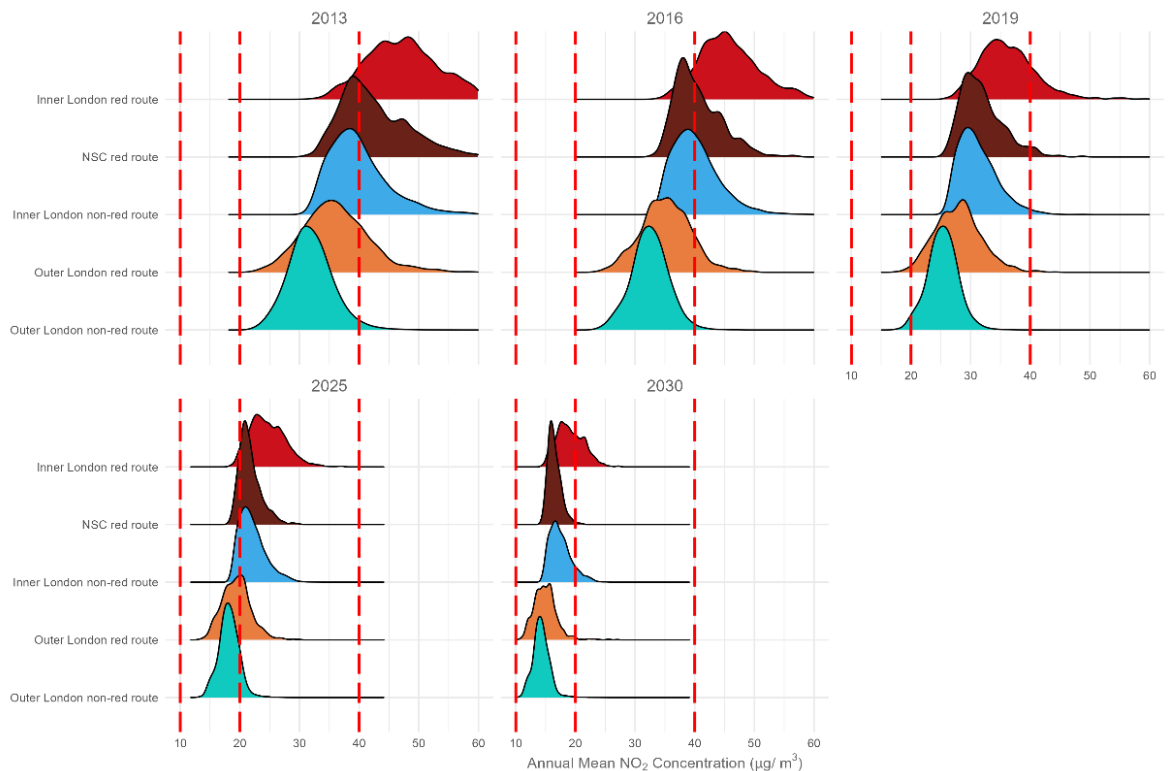 2013 2016 2019
Inner London red route
NSC red route
Inner London non-red route
Outer London red route
Outer London non-red route
10 20 30 40 50 60
2025 2030
Inner London red route
NSC red route
Inner London non-red route
Outer London red route
Outer London non-red route
10 20 30 40 50 60 10 20 30 40 50 60
Annual Mean NO₂ Concentration (µg/ m³)